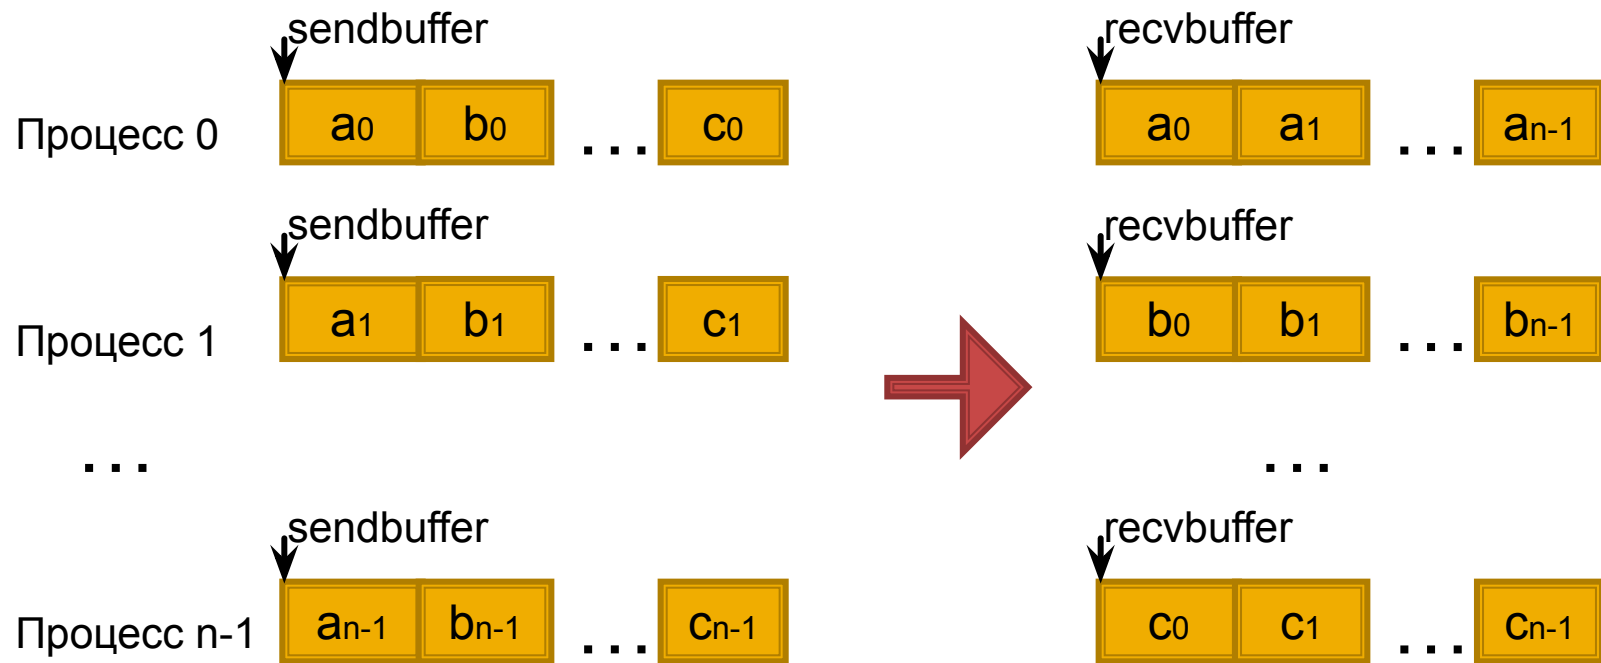 sendbuffer recvbuffer
Процесс 0 a0 b0 ... c0 a0 a1 ... an-1
sendbuffer recvbuffer
Процесс 1 a1 b1 ... c1 b0 b1 ... bn-1
... ...
sendbuffer recvbuffer
Процесс n-1 an-1 bn-1 ... cn-1 c0 c1 ... cn-1